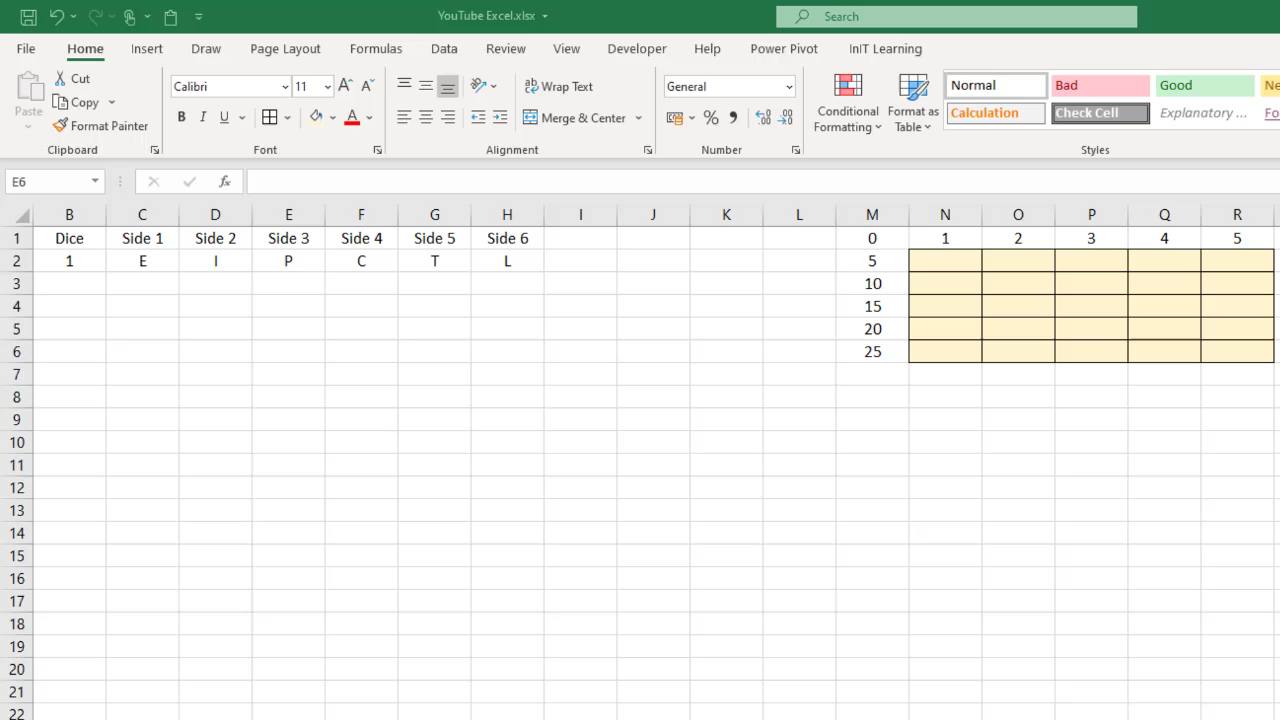 YouTube Excel.xlsx
Search
File Home Insert Draw Page Layout Formulas Data Review View Developer Help Power Pivot InIT Learning
Paste
Cut
Copy
Format Painter
Clipboard
Calibri 11
B I U A
Font
Wrap Text
Merge & Center
Alignment
General
% 9
Number
Conditional Formatting
Format as Table
Normal Bad Good Ne
Calculation Check Cell Explanatory ... Fo
Styles
E6 fx
B C D E F G H I J K L M N O P Q R
1 Dice Side 1 Side 2 Side 3 Side 4 Side 5 Side 6 0 1 2 3 4 5
2 1 E I P C T L 5
3 10
4 15
5 20
6 25
7
8
9
10
11
12
13
14
15
16
17
18
19
20
21
22